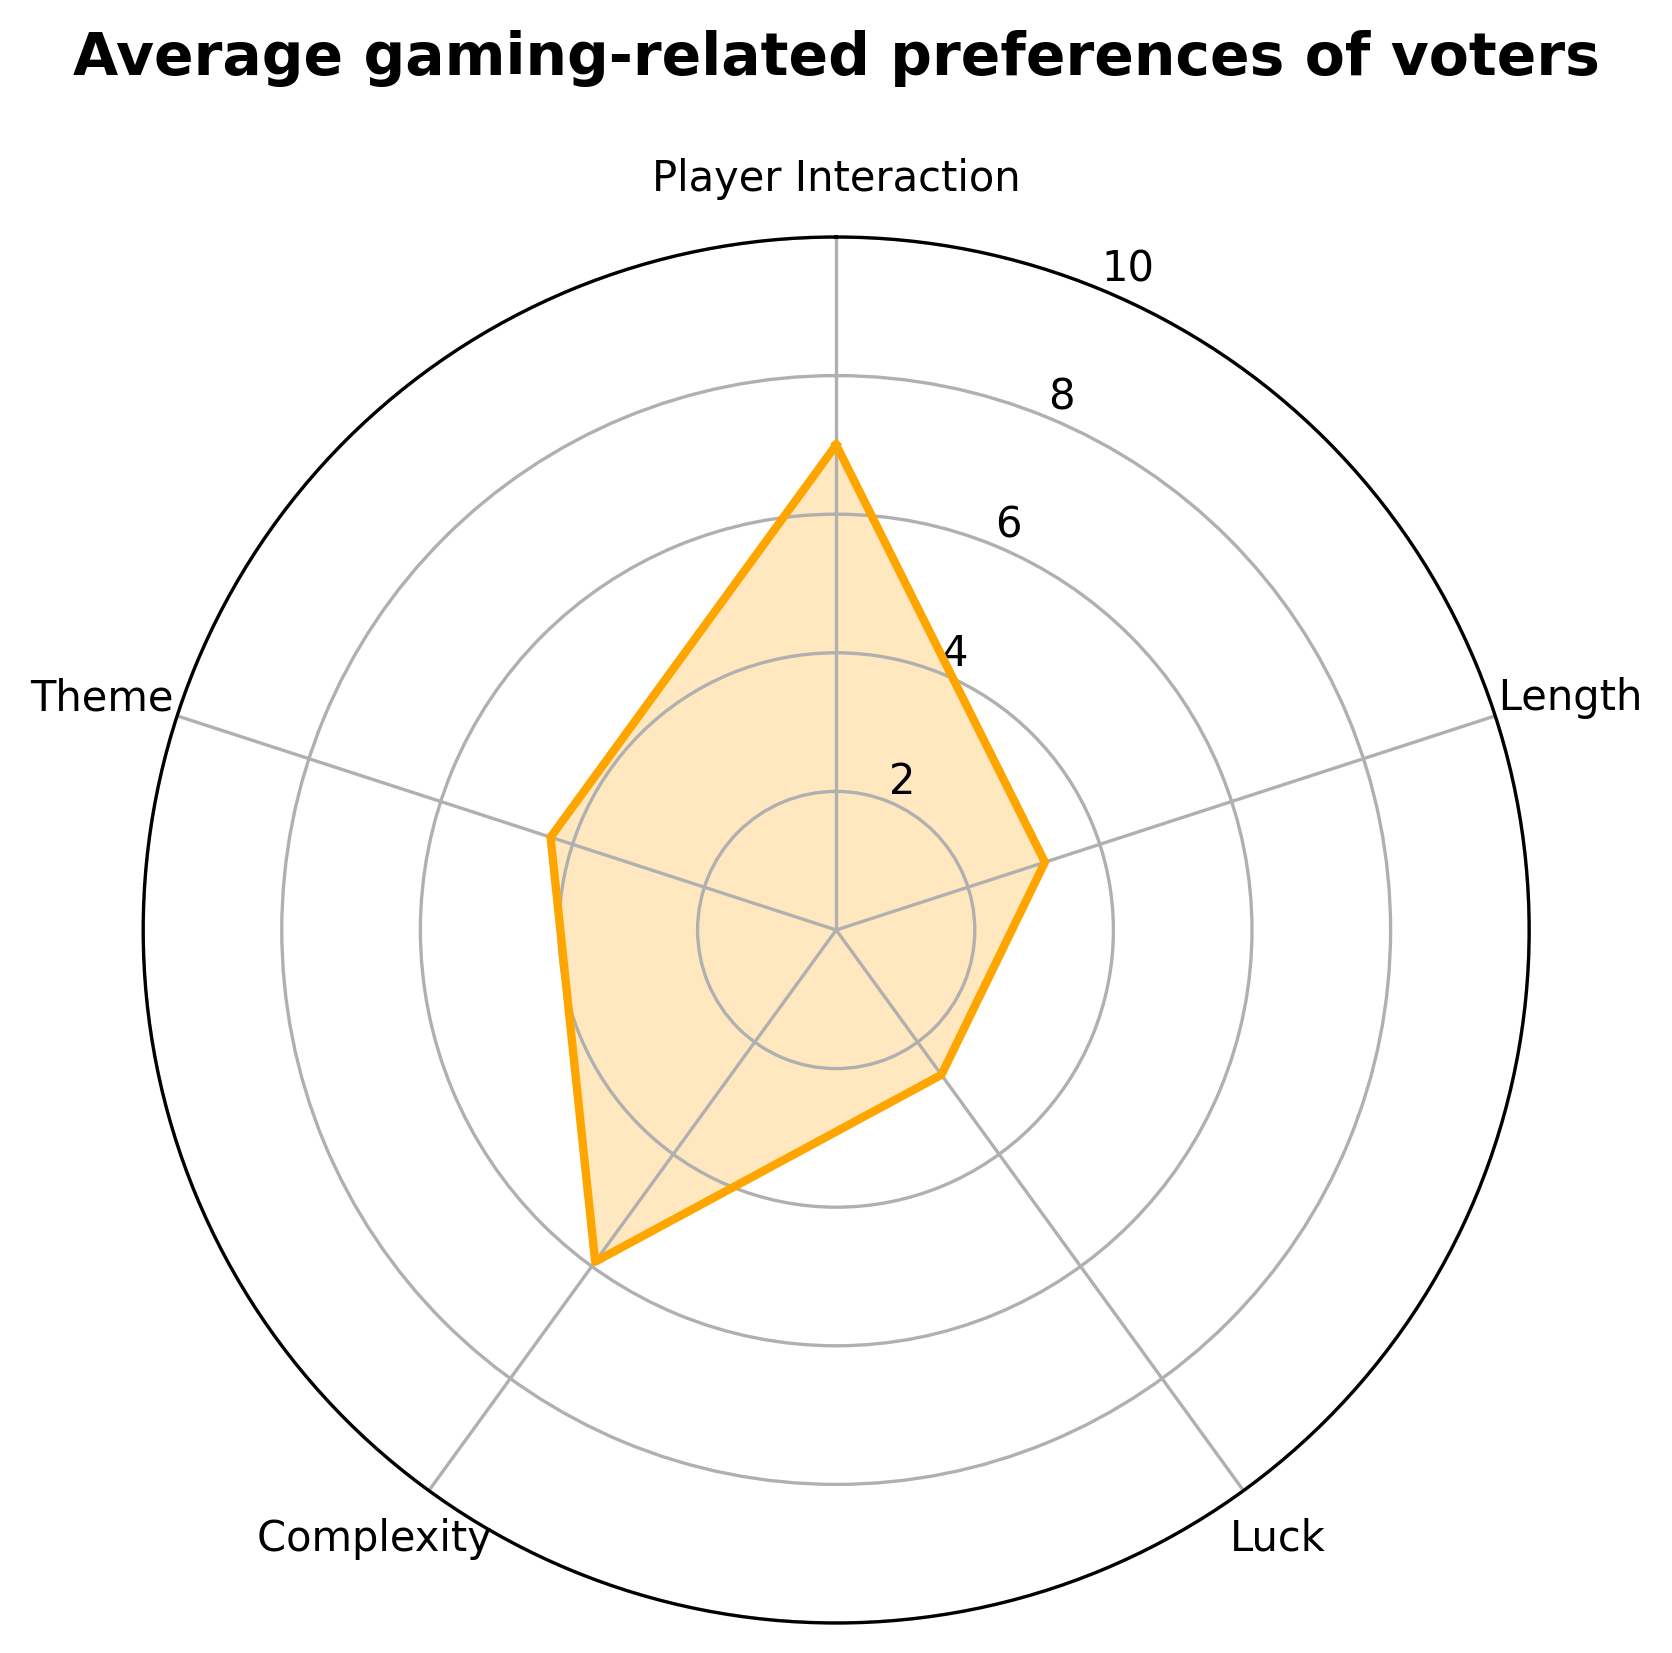 Average gaming-related preferences of voters
Player Interaction
10
8
6
4
2
Theme
Length
Complexity
Luck